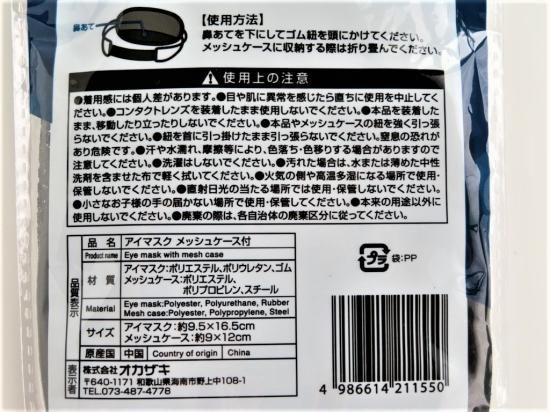 鼻あて
【使用方法】
鼻あてを下にしてゴム紐を頭にかけてください。
メッシュケースに収納する際は折り畳んでください。
使用上の注意
●着用感には個人差があります。●目や肌に異常を感じたら直ちに使用を中止してく
ださい。●コンタクトレンズを装着したまま使用しないでください。●本品を装着した
まま、移動したり立ったりしないでください。●本品やメッシュケースの紐を強く引っ張
らないでください。●紐を首に引っ掛けたまま引っ張らないでください。窒息の恐れが
あり危険です。●汗や水濡れ、摩擦等により、色落ち・色移りする場合がありますので
注意してください。●洗濯はしないでください。●汚れた場合は、水または薄めた中性
洗剤を含ませた布で軽く拭いてください。●火気の側や高温多湿になる場所で使用・
保管しないでください。●直射日光の当たる場所では使用・保管しないでください。
●小さなお子様の手の届かない場所で使用・保管してください。●本来の用途以外に
使用しないでください。●廃棄の際は、各自治体の廃棄区分に従ってください。
品質表示
品名 アイマスク メッシュケース付
Product name Eye mask with mesh case
材質 アイマスク:ポリエステル、ポリウレタン、ゴム
メッシュケース:ポリエステル、
ポリプロピレン、スチール
Material Eye mask:Polyester, Polyurethane, Rubber
Mesh case:Polyester, Polypropylene, Steel
サイズ アイマスク:約9.5×16.5cm
メッシュケース:約9×12cm
原産国 中国 Country of origin China
表示者 株式会社 オカザキ
〒640-1171 和歌山県海南市野上中108-1
TEL.073-487-4778
プラ 袋:PP
4 986614 211550